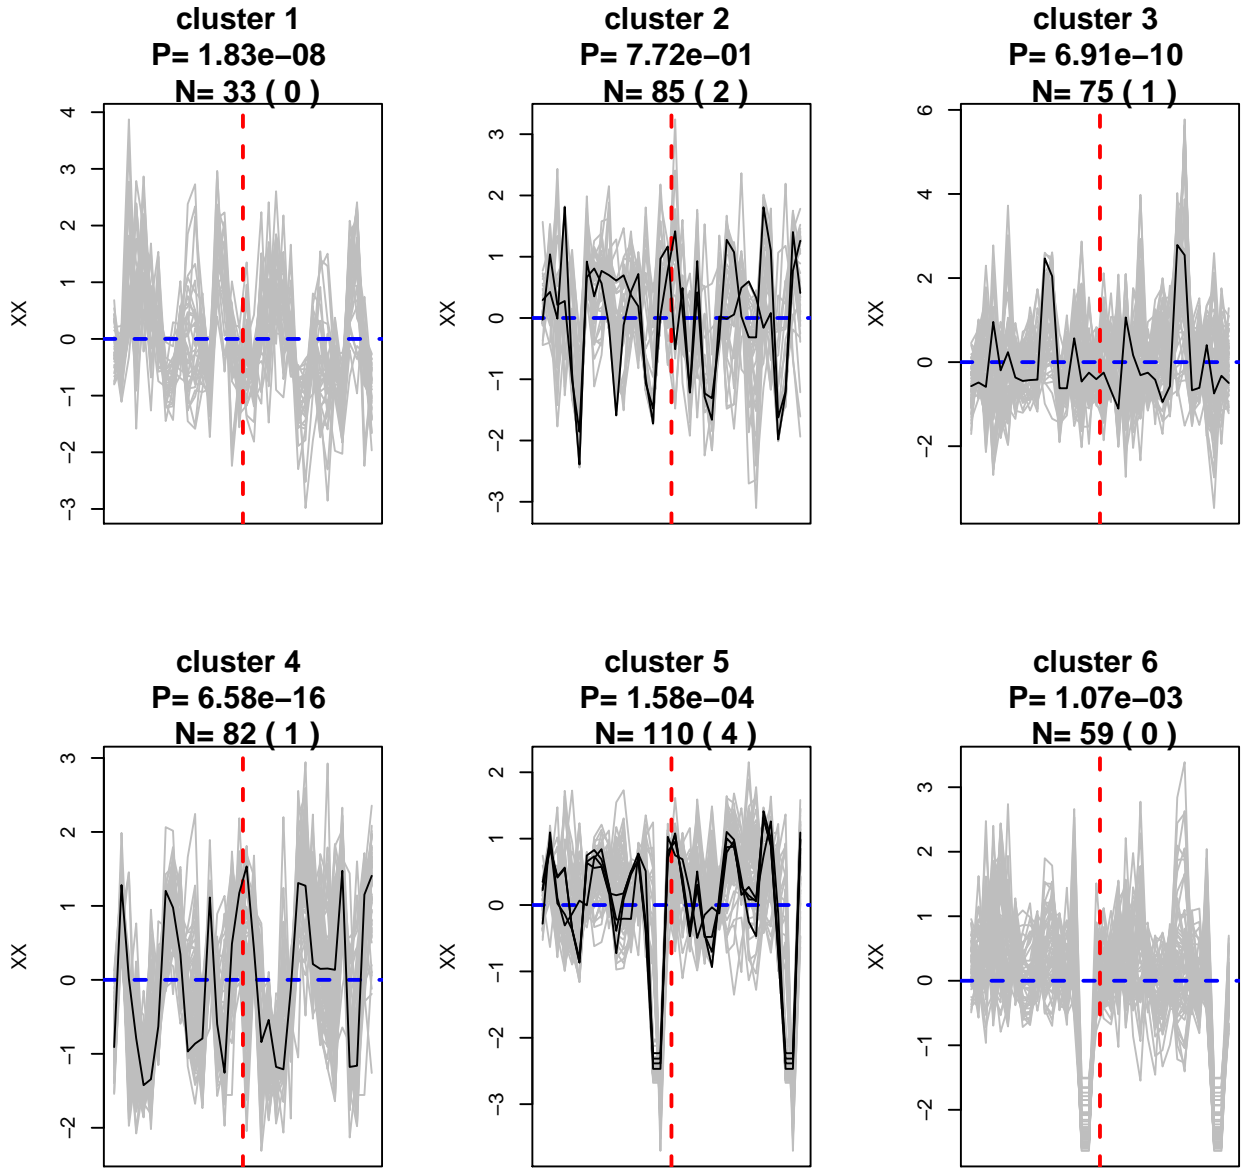 cluster 1
P= 1.83e−08
N= 33 ( 0 )
4
3
2
1
0
−1
−2
−3
XX
cluster 2
P= 7.72e−01
N= 85 ( 2 )
3
2
1
0
−1
−2
−3
XX
cluster 3
P= 6.91e−10
N= 75 ( 1 )
6
4
2
0
−2
XX
cluster 4
P= 6.58e−16
N= 82 ( 1 )
3
2
1
0
−1
−2
XX
cluster 5
P= 1.58e−04
N= 110 ( 4 )
2
1
0
−1
−2
−3
XX
cluster 6
P= 1.07e−03
N= 59 ( 0 )
3
2
1
0
−1
−2
XX